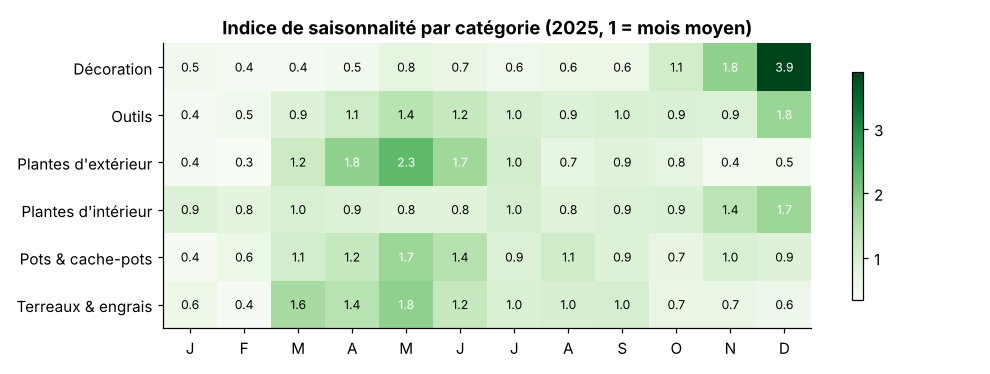 Indice de saisonnalité par catégorie (2025, 1 = mois moyen)
Décoration 0.5 0.4 0.4 0.5 0.8 0.7 0.6 0.6 0.6 1.1 1.8 3.9
Outils 0.4 0.5 0.9 1.1 1.4 1.2 1.0 0.9 1.0 0.9 0.9 1.8
Plantes d'extérieur 0.4 0.3 1.2 1.8 2.3 1.7 1.0 0.7 0.9 0.8 0.4 0.5
Plantes d'intérieur 0.9 0.8 1.0 0.9 0.8 0.8 1.0 0.8 0.9 0.9 1.4 1.7
Pots & cache-pots 0.4 0.6 1.1 1.2 1.7 1.4 0.9 1.1 0.9 0.7 1.0 0.9
Terreaux & engrais 0.6 0.4 1.6 1.4 1.8 1.2 1.0 1.0 1.0 0.7 0.7 0.6
J F M A M J J A S O N D
3
2
1